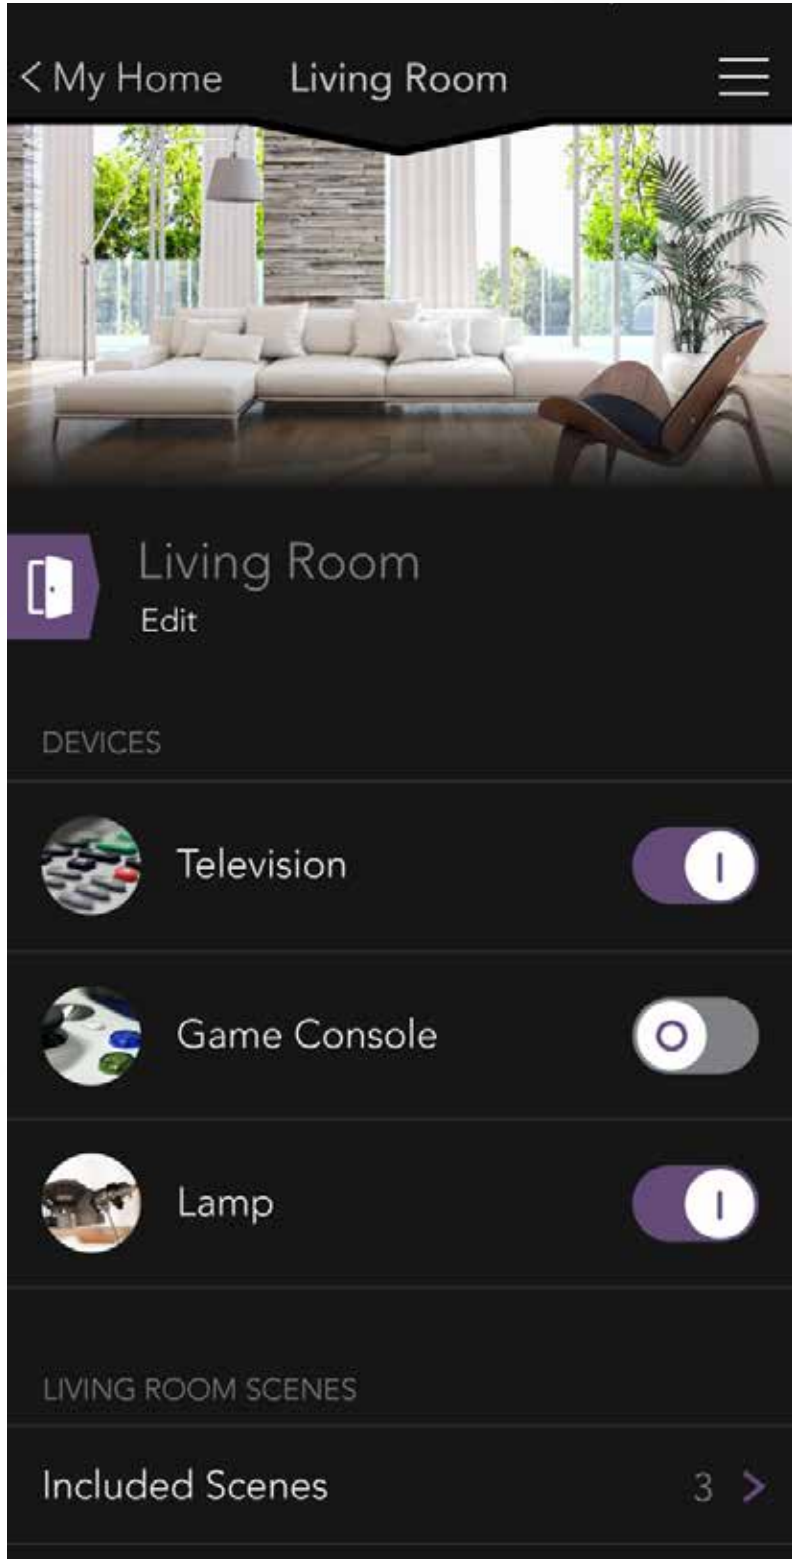 < My Home Living Room
Living Room
Edit
DEVICES
Television
Game Console
Lamp
LIVING ROOM SCENES
Included Scenes 3 >